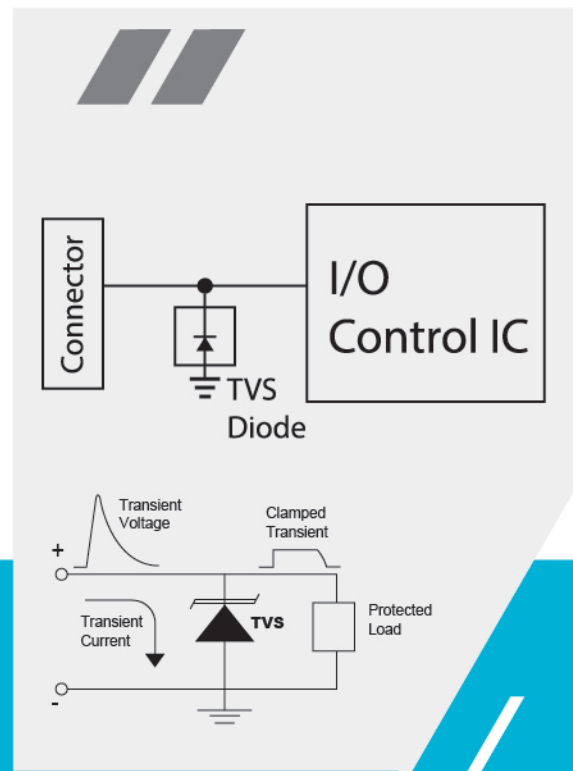 Connector
I/O
Control IC
TVS
Diode
Transient
Voltage
Clamped
Transient
+
Transient
Current
TVS
Protected
Load
-